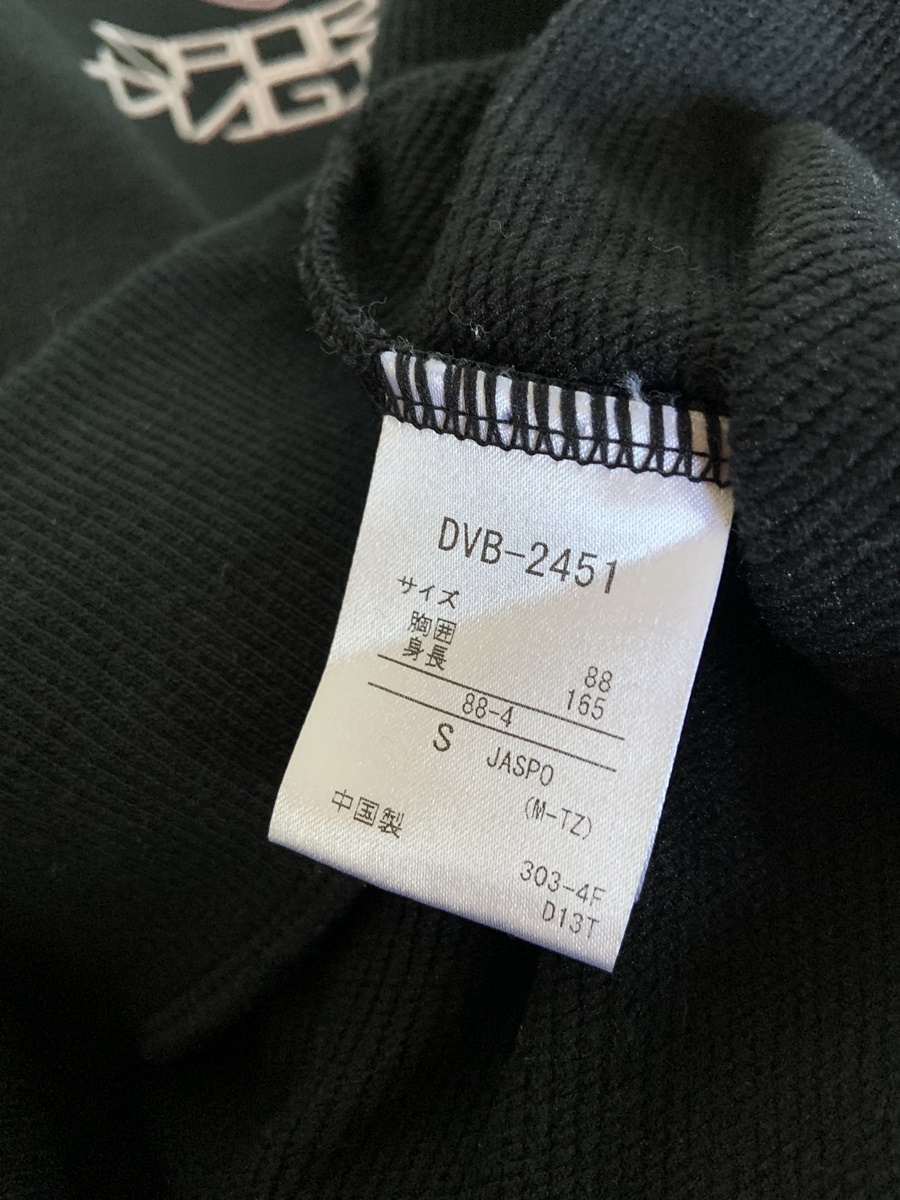 DVB-2451
サイズ
胸囲 88
身長 165
88-4
S JASPO
(M-TZ)
中国製
303-4F
D13T